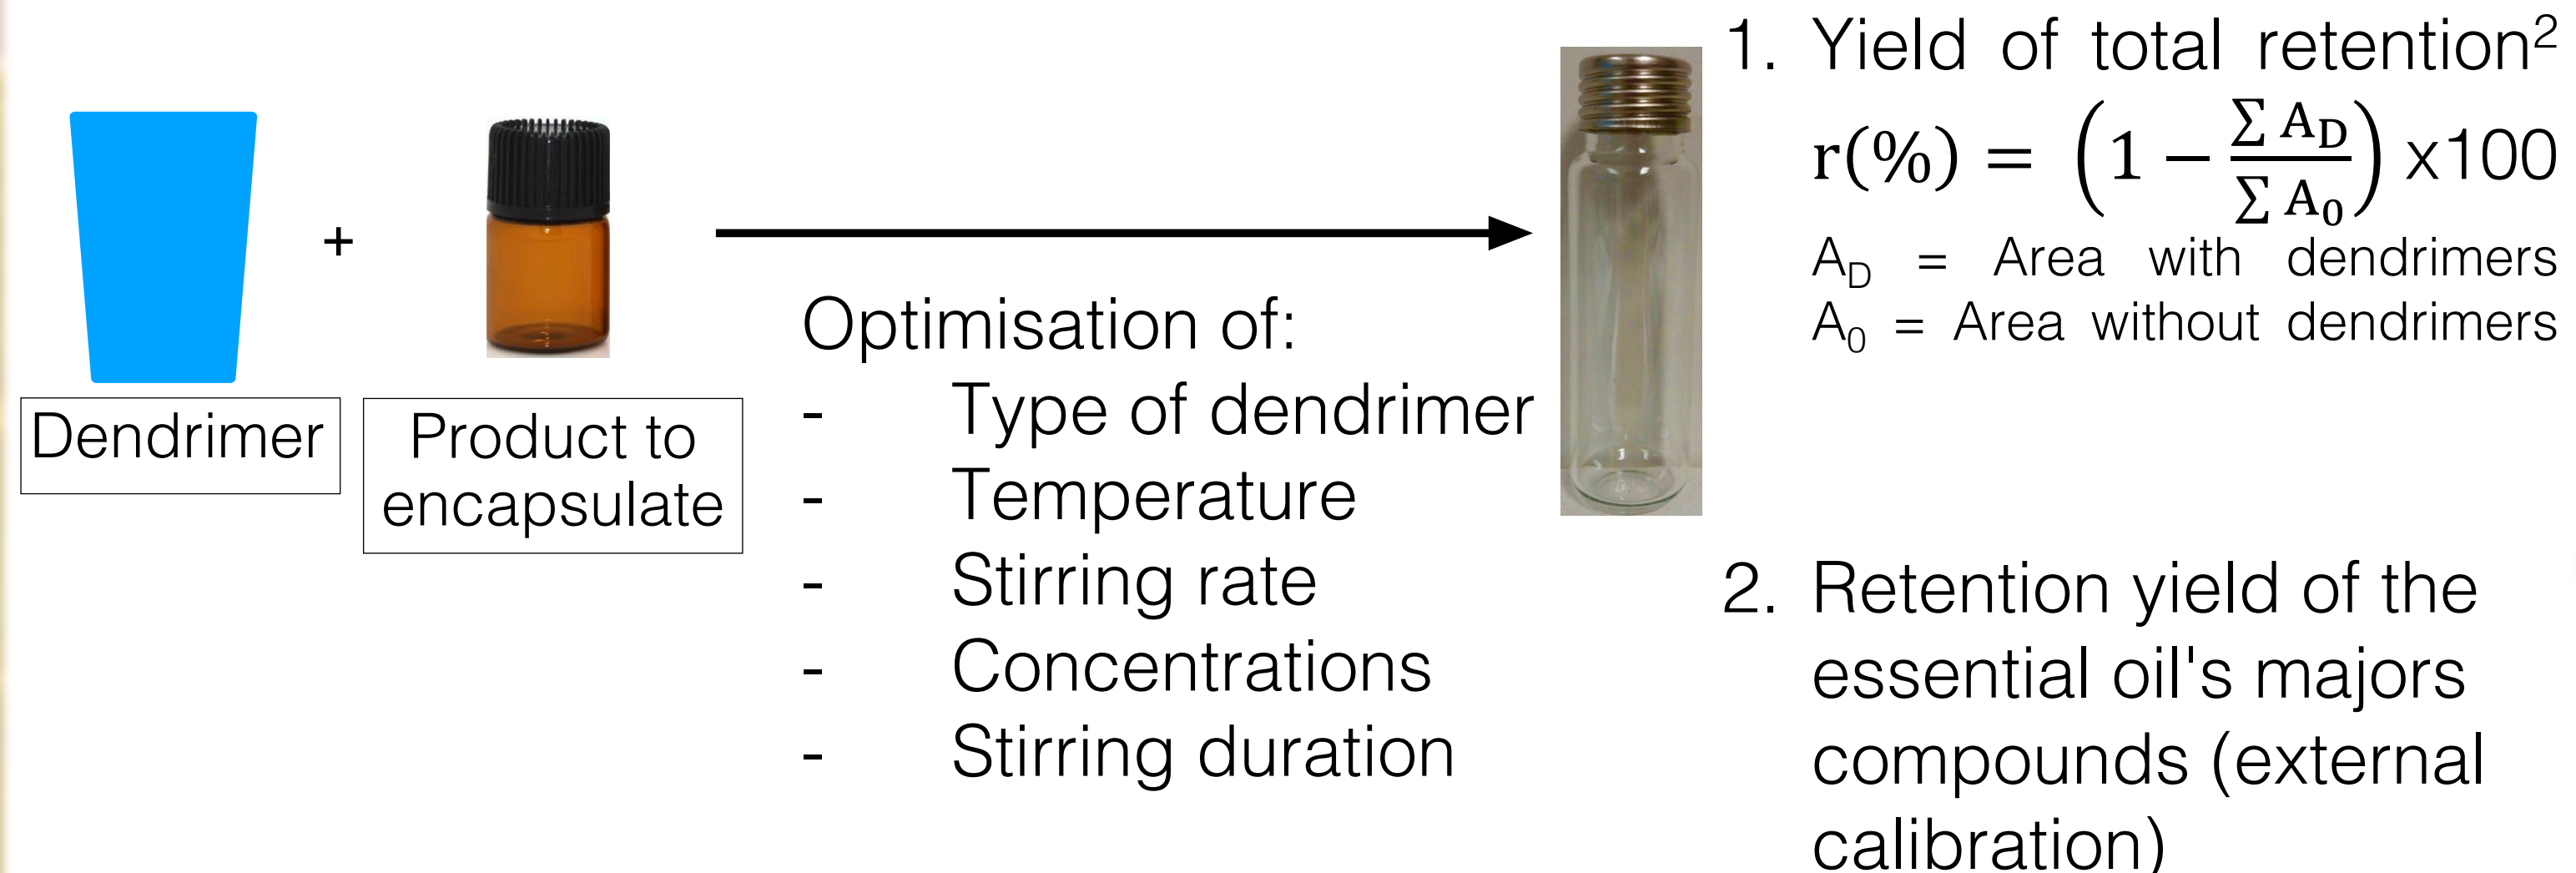 Dendrimer
+
Product to
encapsulate
Optimisation of:
- Type of dendrimer
- Temperature
- Stirring rate
- Concentrations
- Stirring duration
1. Yield of total retention²
r(%) = (1 − ∑ A_D / ∑ A₀) x100
A_D = Area with dendrimers
A₀ = Area without dendrimers
2. Retention yield of the
essential oil's majors
compounds (external
calibration)